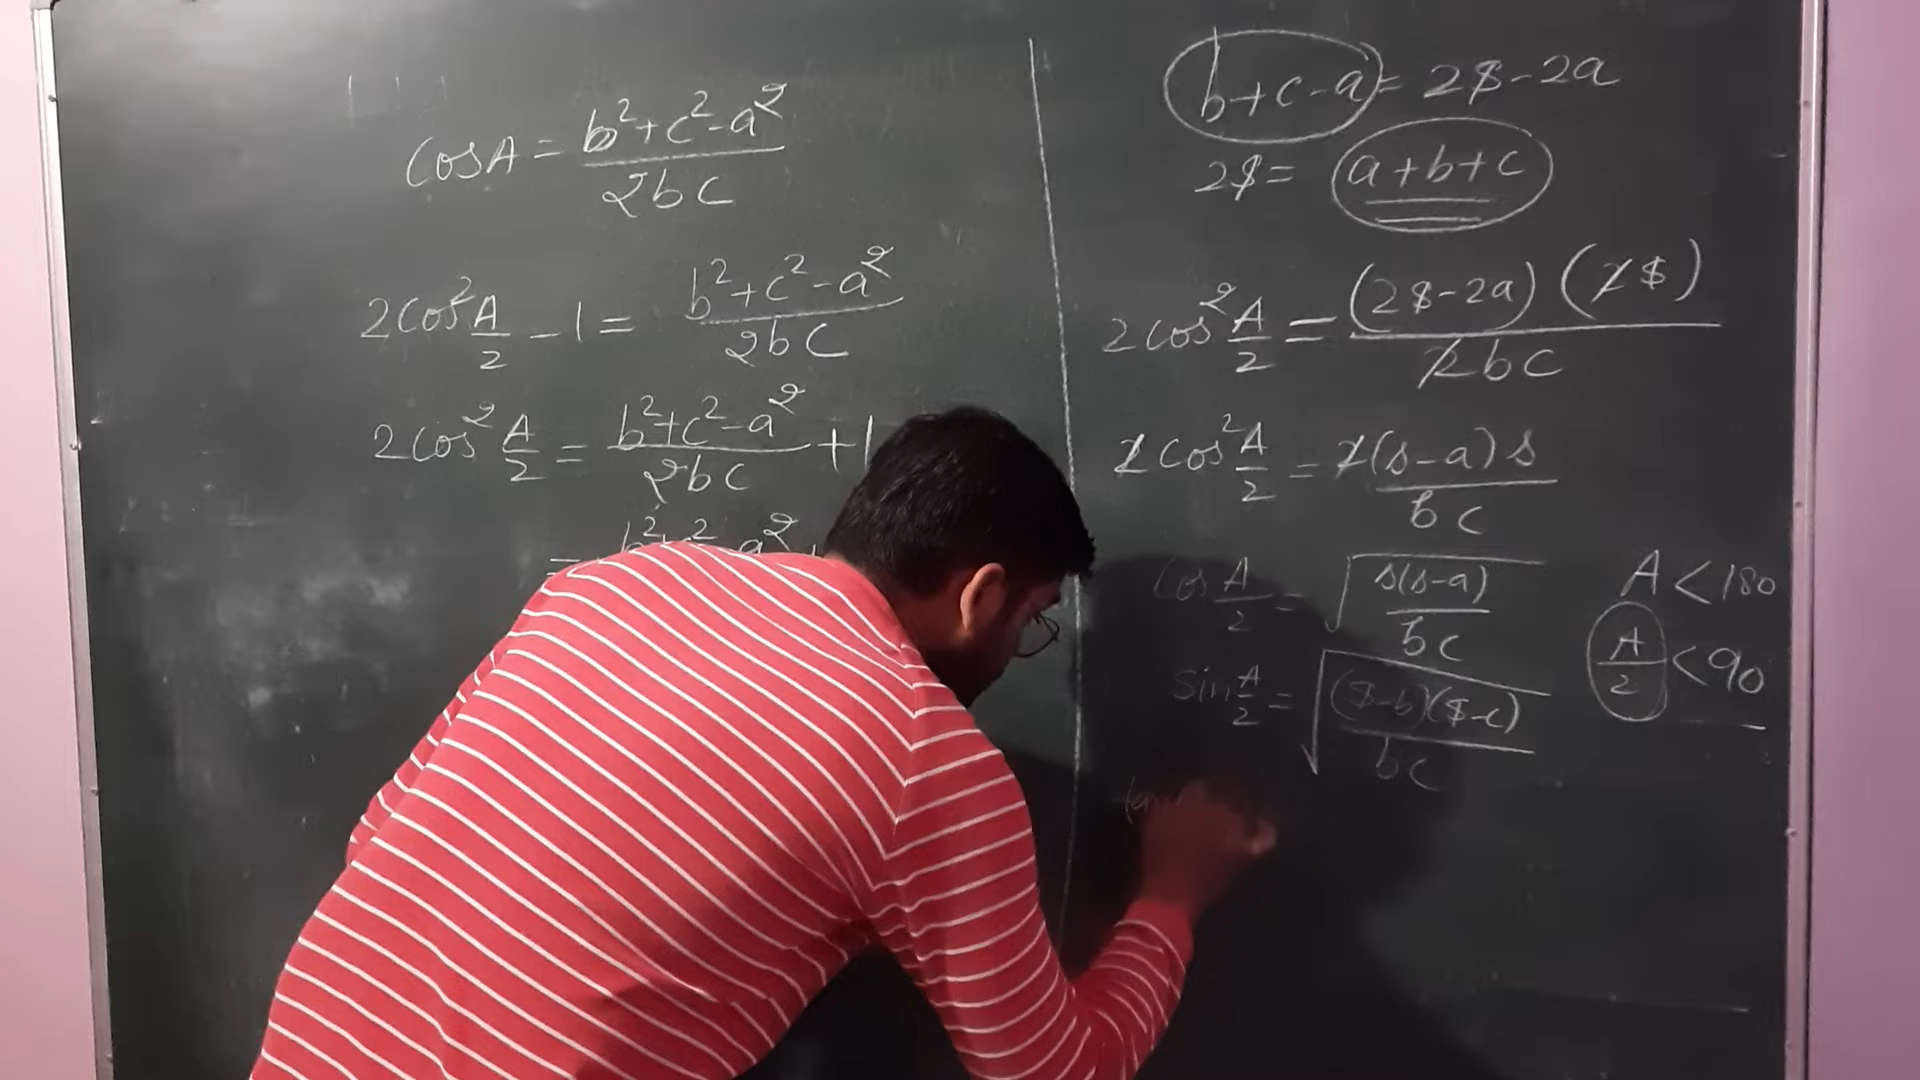 cosA = b²+c²-a² / 2bc
2cos²A/2 - 1 = b²+c²-a² / 2bc
2cos²A/2 = b²+c²-a² / 2bc + 1
b+c-a = 2s-2a
2s = a+b+c
2cos²A/2 = (2s-2a)(2s) / 2bc
2cos²A/2 = 2(s-a)s / bc
cos A/2 = √(s(s-a) / bc)
A < 180
A/2 < 90
Sin A/2 = √((s-b)(s-c) / bc)